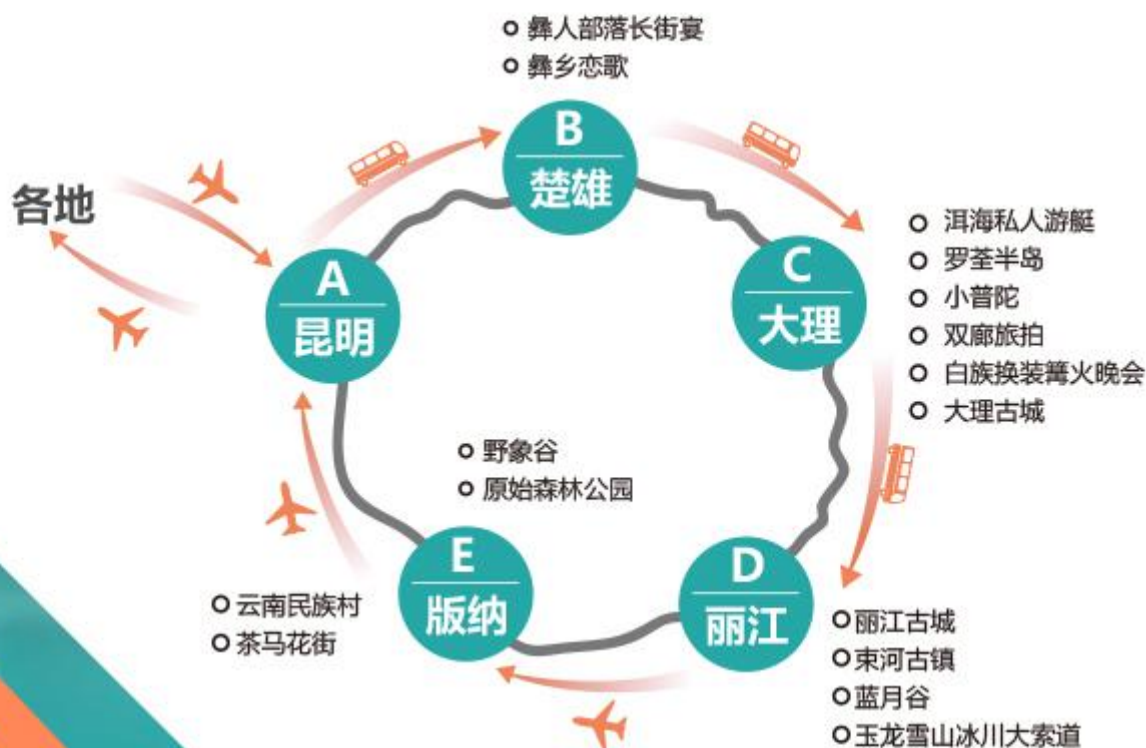 彝人部落长街宴
彝乡恋歌
B
楚雄
各地
A
昆明
C
大理
洱海私人游艇
罗荃半岛
小普陀
双廊旅拍
白族换装篝火晚会
大理古城
野象谷
原始森林公园
E
版纳
D
丽江
云南民族村
茶马花街
丽江古城
束河古镇
蓝月谷
玉龙雪山冰川大索道